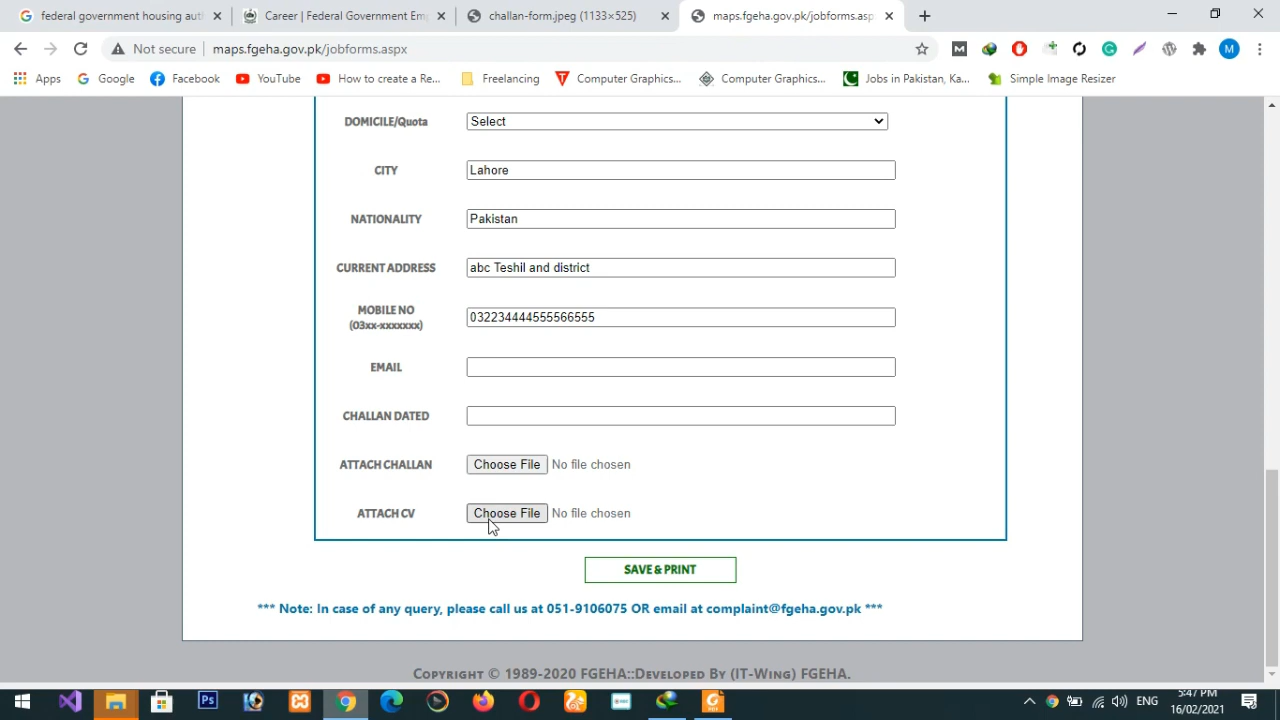 federal government housing aut
Career | Federal Government Em
challan-form.jpeg (1133×525)
maps.fgeha.gov.pk/jobforms.asp
Not secure
maps.fgeha.gov.pk/jobforms.aspx
Apps
Google
Facebook
YouTube
How to create a Re...
Freelancing
Computer Graphics...
Computer Graphics...
Jobs in Pakistan, Ka...
Simple Image Resizer
DOMICILE/Quota
Select
CITY
Lahore
NATIONALITY
Pakistan
CURRENT ADDRESS
abc Teshil and district
MOBILE NO
(03xx-xxxxxxx)
032234444555566555
EMAIL
CHALLAN DATED
ATTACH CHALLAN
Choose File No file chosen
ATTACH CV
Choose File No file chosen
SAVE & PRINT
*** Note: In case of any query, please call us at 051-9106075 OR email at complaint@fgeha.gov.pk ***
Copyright © 1989-2020 FGEHA::Developed By (IT-Wing) FGEHA.
ENG
5:47 PM
16/02/2021